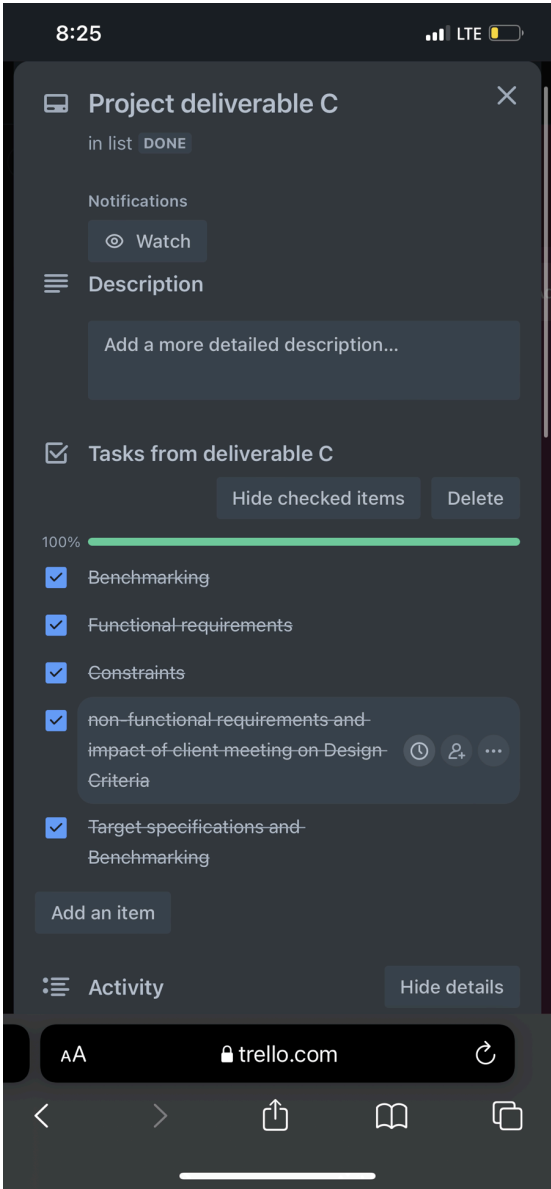 8:25 LTE
Project deliverable C
in list DONE
Notifications
Watch
Description
Add a more detailed description...
Tasks from deliverable C
Hide checked items Delete
100%
Benchmarking
Functional requirements
Constraints
non-functional requirements and
impact of client meeting on Design
Criteria
Target specifications and
Benchmarking
Add an item
Activity Hide details
AA trello.com